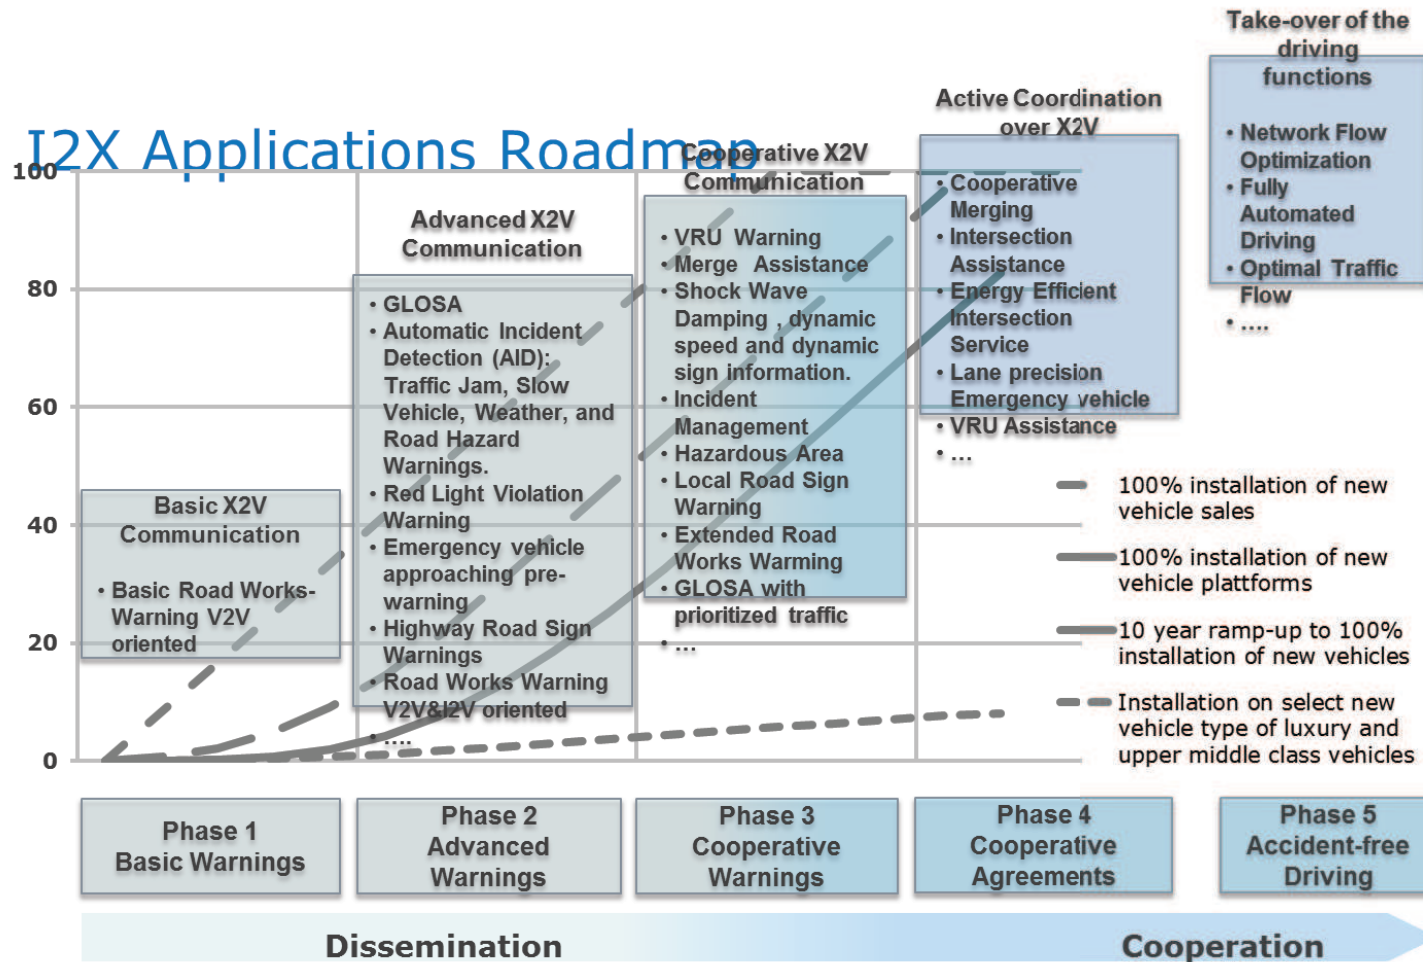 I2X Applications Roadmap
100
80
60
40
20
0
Basic X2V
Communication
• Basic Road Works-
Warning V2V
oriented
Advanced X2V
Communication
• GLOSA
• Automatic Incident
Detection (AID):
Traffic Jam, Slow
Vehicle, Weather, and
Road Hazard
Warnings.
• Red Light Violation
Warning
• Emergency vehicle
approaching pre-
warning
• Highway Road Sign
Warnings
• Road Works Warning
V2V&I2V oriented
• ....
Cooperative X2V
Communication
• VRU Warning
• Merge Assistance
• Shock Wave
Damping , dynamic
speed and dynamic
sign information.
• Incident
Management
• Hazardous Area
• Local Road Sign
Warning
• Extended Road
Works Warming
• GLOSA with
prioritized traffic
• ...
Active Coordination
over X2V
• Cooperative
Merging
• Intersection
Assistance
• Energy Efficient
Intersection
Service
• Lane precision
Emergency vehicle
• VRU Assistance
• ...
Take-over of the
driving
functions
• Network Flow
Optimization
• Fully
Automated
Driving
• Optimal Traffic
Flow
• ....
100% installation of new
vehicle sales
100% installation of new
vehicle plattforms
10 year ramp-up to 100%
installation of new vehicles
Installation on select new
vehicle type of luxury and
upper middle class vehicles
Phase 1
Basic Warnings
Phase 2
Advanced
Warnings
Phase 3
Cooperative
Warnings
Phase 4
Cooperative
Agreements
Phase 5
Accident-free
Driving
Dissemination
Cooperation